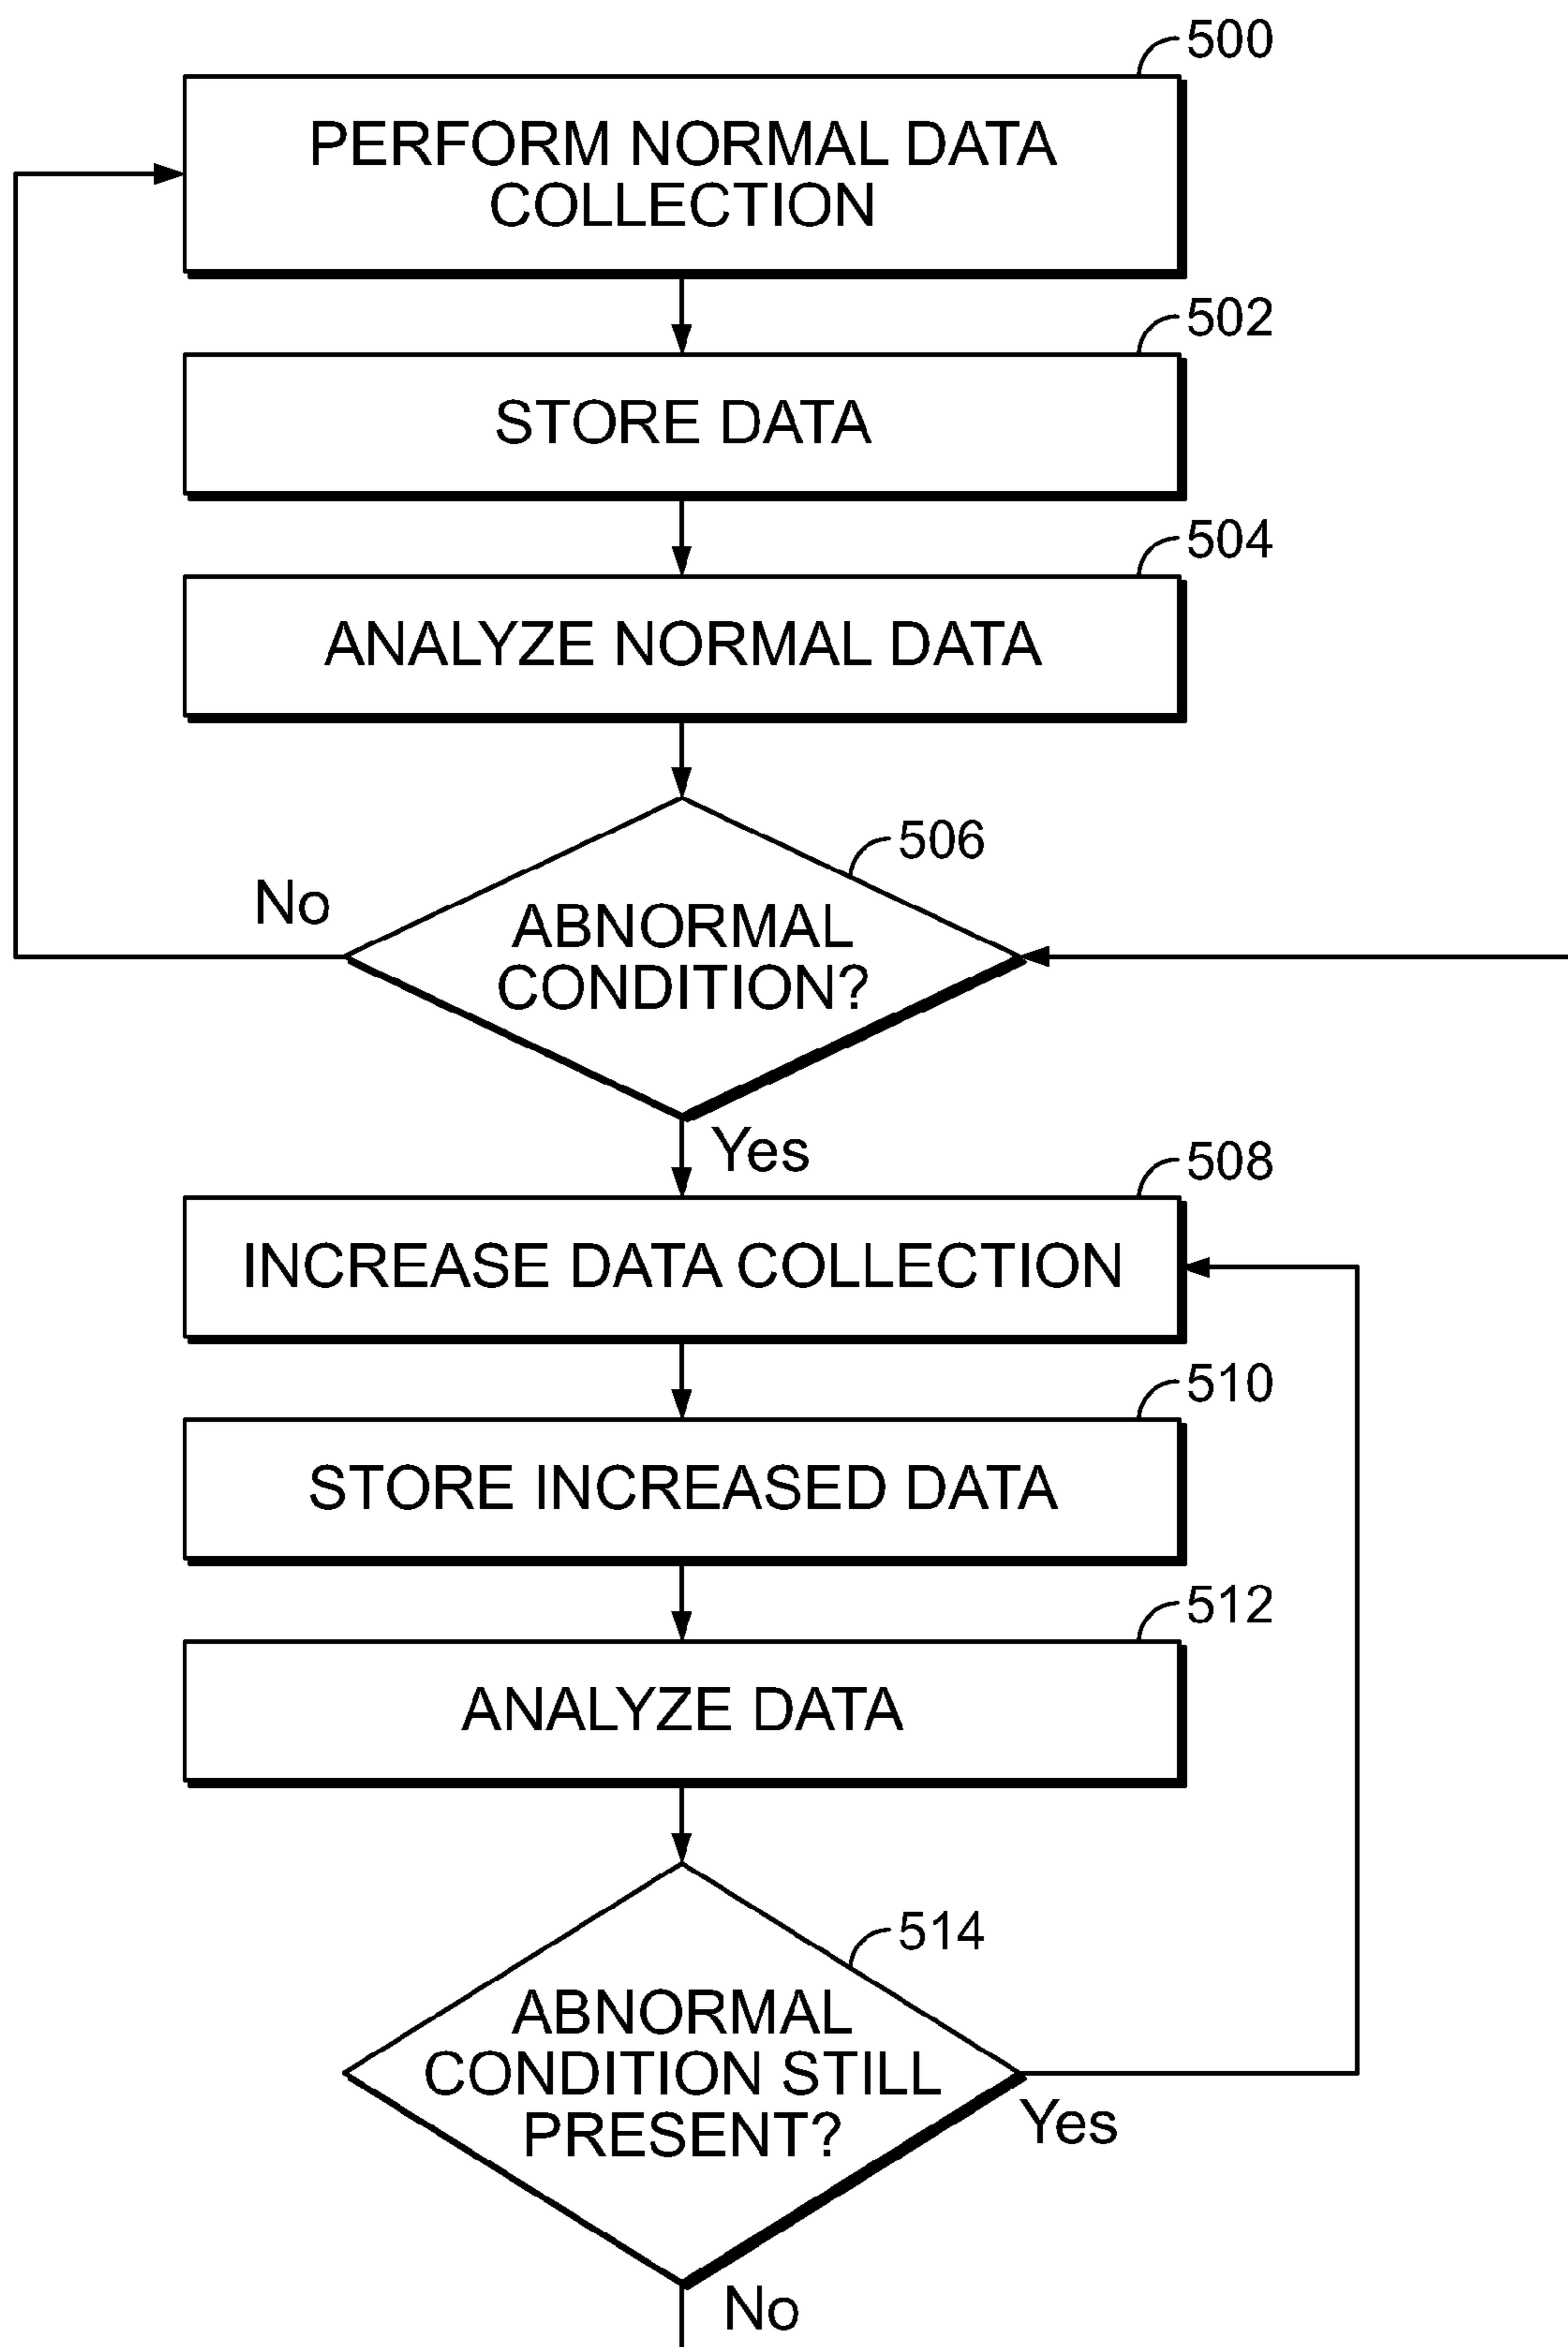 500
PERFORM NORMAL DATA
COLLECTION
502
STORE DATA
504
ANALYZE NORMAL DATA
506
No
ABNORMAL
CONDITION?
Yes
508
INCREASE DATA COLLECTION
510
STORE INCREASED DATA
512
ANALYZE DATA
514
ABNORMAL
CONDITION STILL
PRESENT?
Yes
No